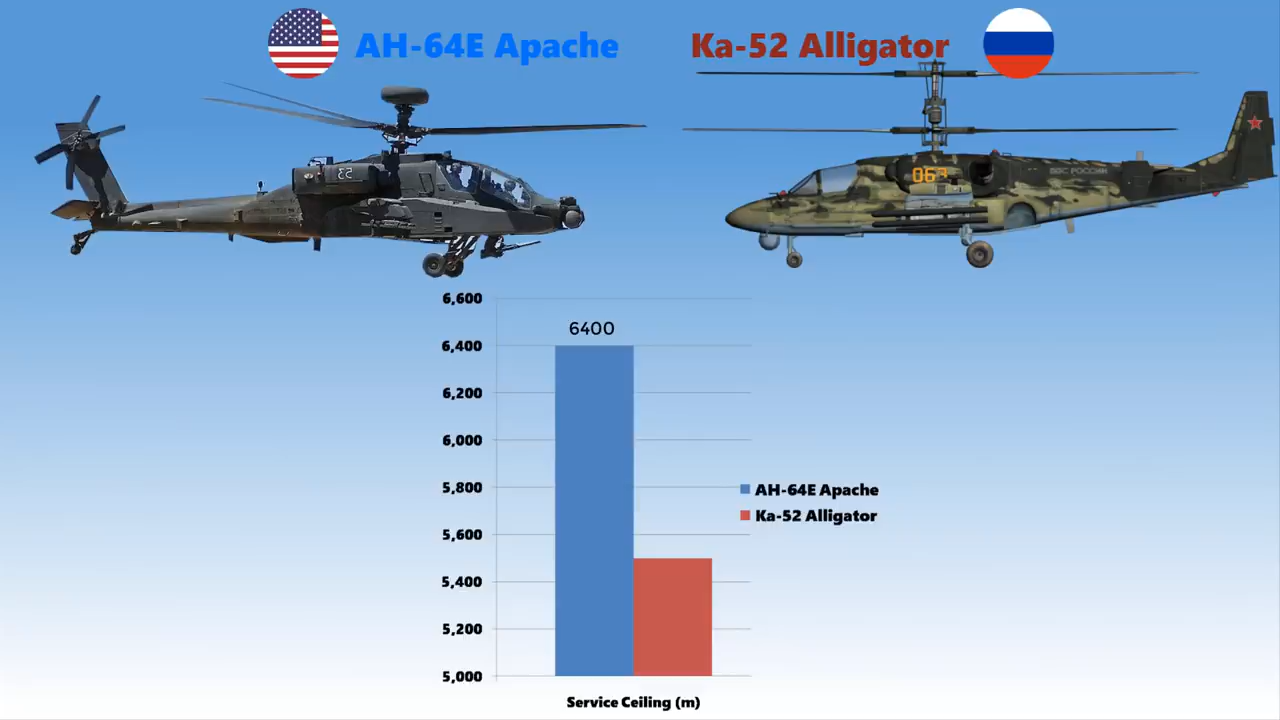 AH-64E Apache
Ka-52 Alligator
063
ВВС РОССИИ
6,600
6400
6,400
6,200
6,000
5,800
AH-64E Apache
Ka-52 Alligator
5,600
5,400
5,200
5,000
Service Ceiling (m)